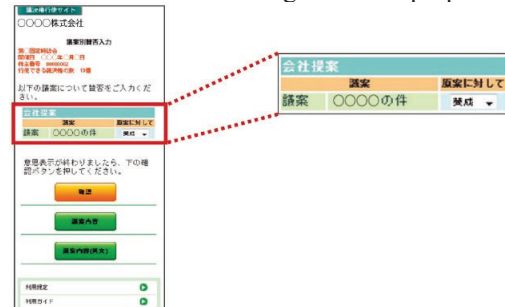 議決権行使サイト
○○○○株式会社
議案別賛否入力
以下の議案について賛否をご入力くだ
さい。
会社提案
議案 原案に対して
議案 ○○○○の件 賛成
意思表示が終わりましたら、下の確
認ボタンを押してください。
確認
議案内容
議案内容(英文)
利用規定
利用ガイド
会社提案
議案 原案に対して
議案 ○○○○の件 賛成